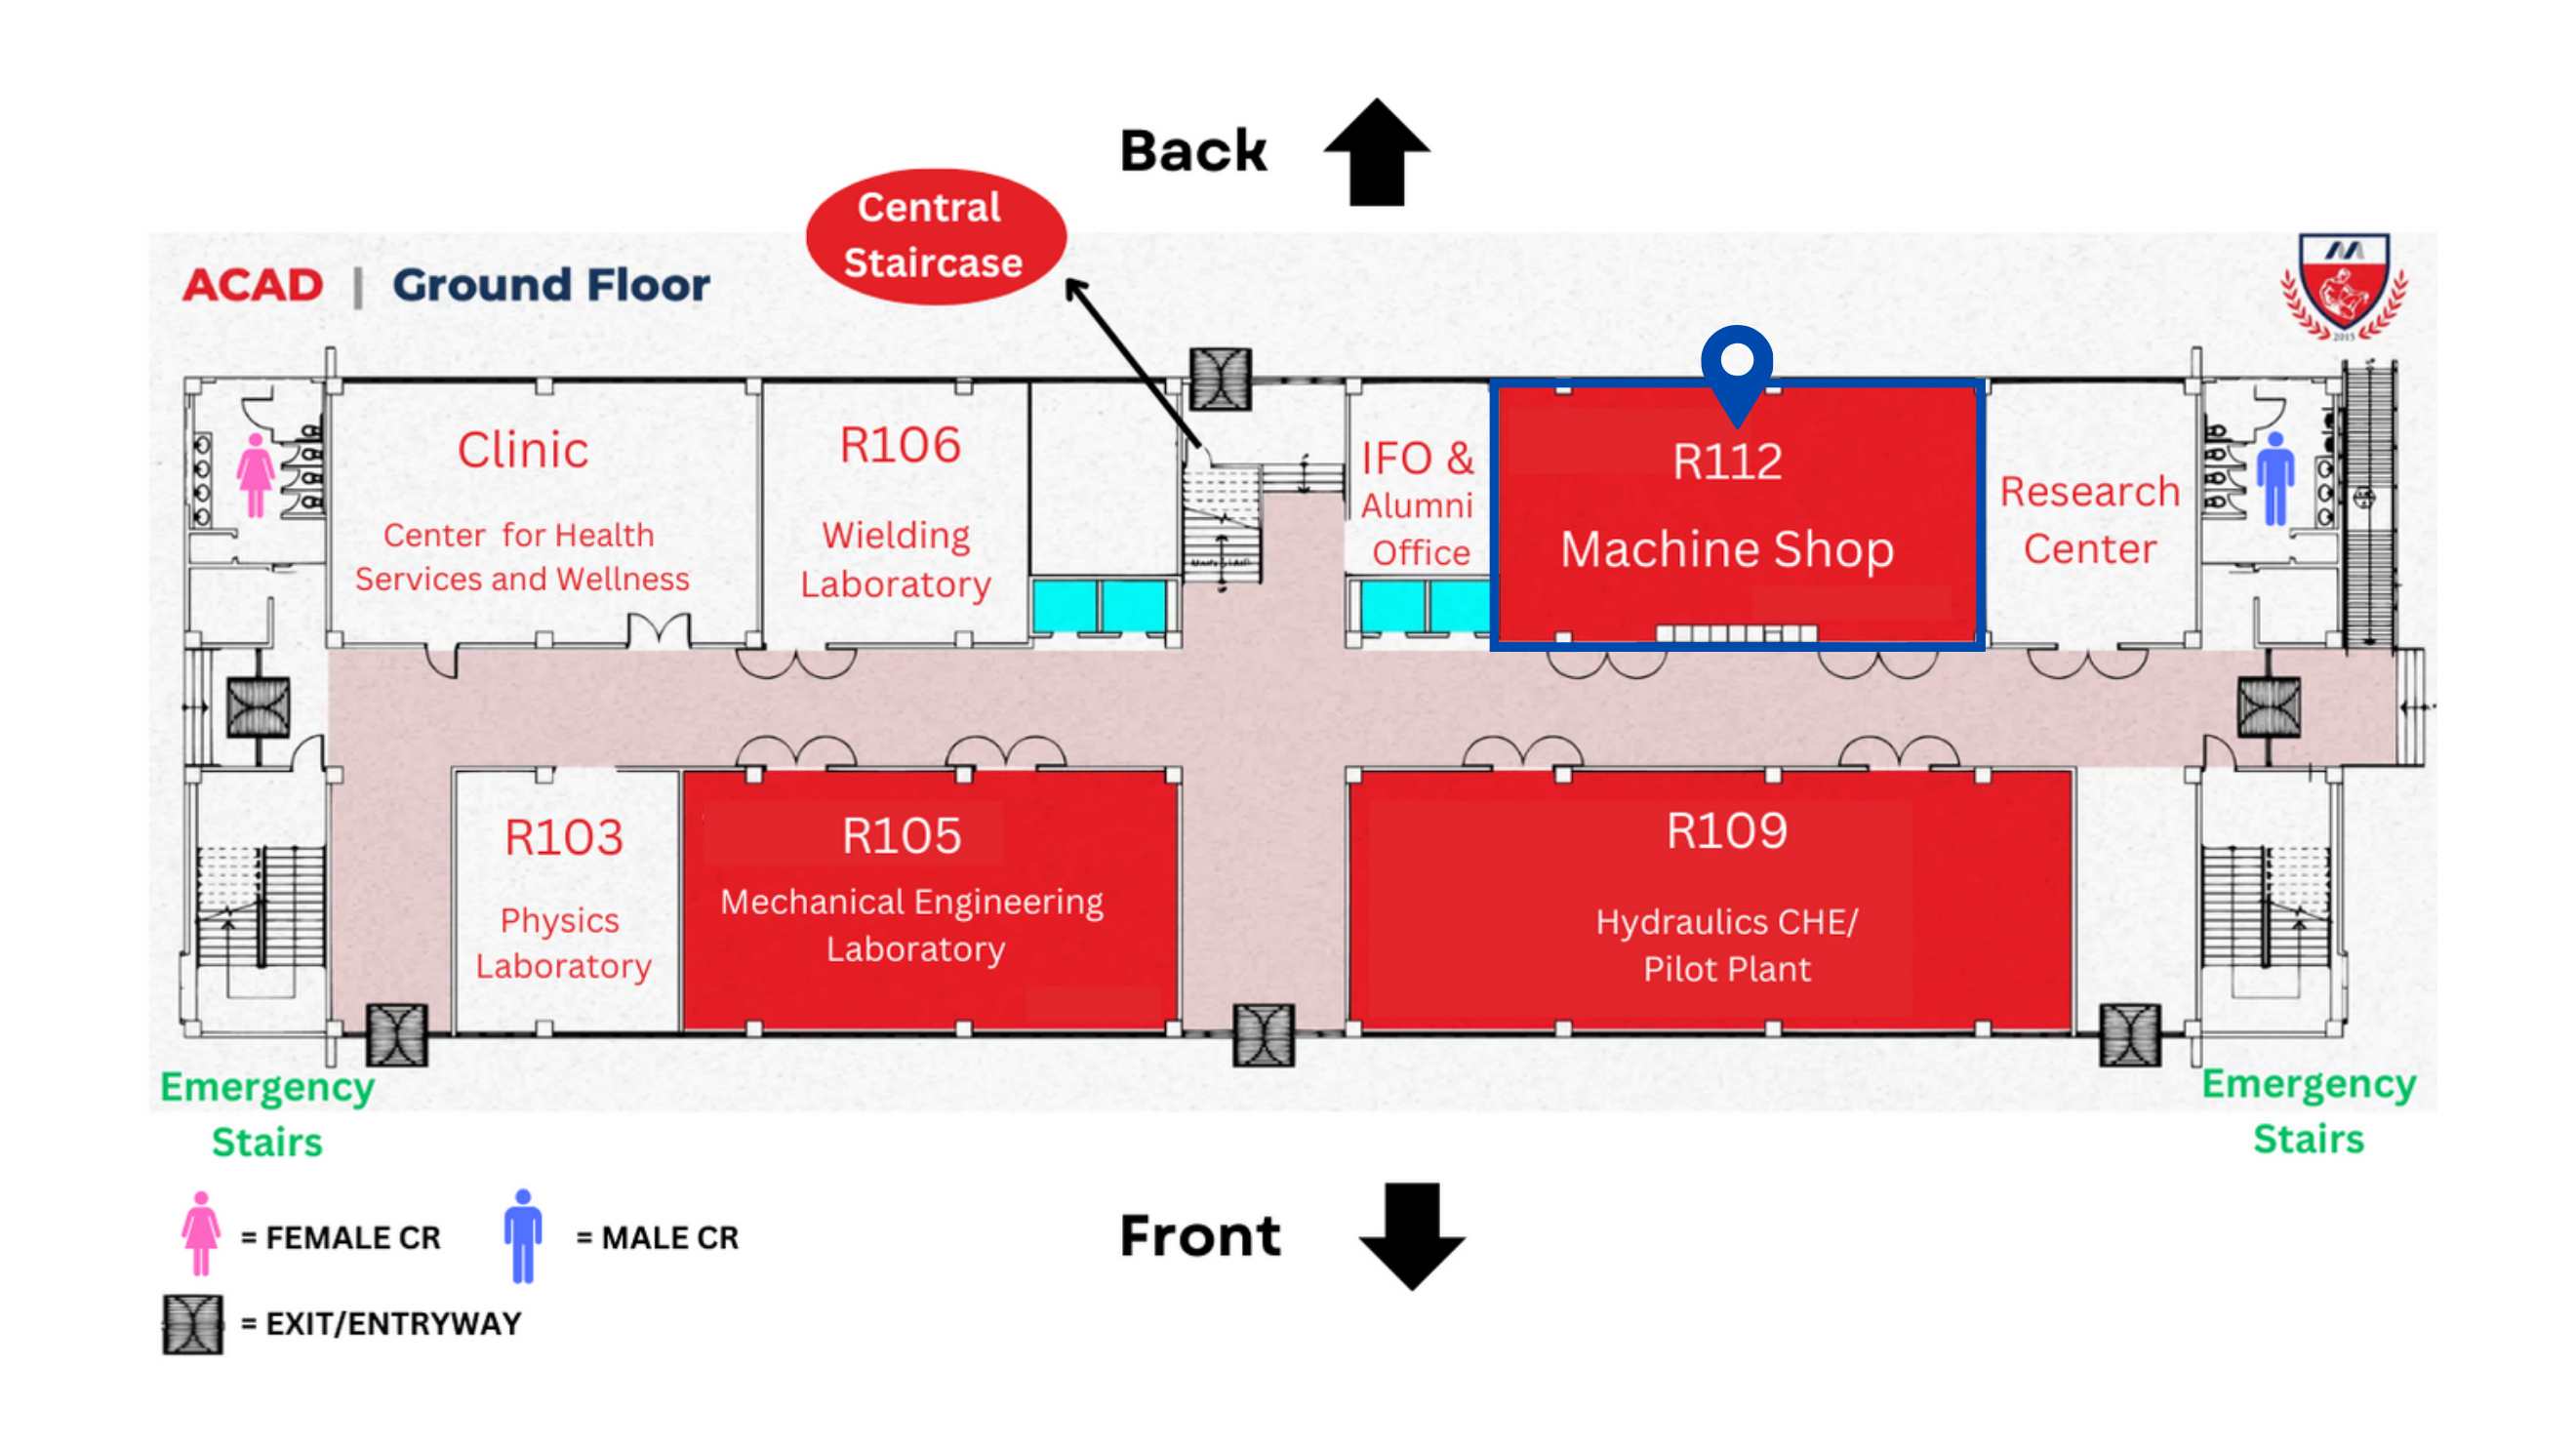 Back
Central
Staircase
ACAD | Ground Floor
2015
Clinic
Center for Health
Services and Wellness
R106
Wielding
Laboratory
IFO &
Alumni
Office
R112
Machine Shop
Research
Center
R103
Physics
Laboratory
R105
Mechanical Engineering
Laboratory
R109
Hydraulics CHE/
Pilot Plant
Emergency
Stairs
Emergency
Stairs
Front
= FEMALE CR
= MALE CR
= EXIT/ENTRYWAY